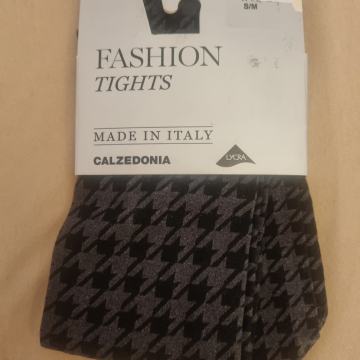 S/M
FASHION
TIGHTS
MADE IN ITALY
CALZEDONIA
LYCRA